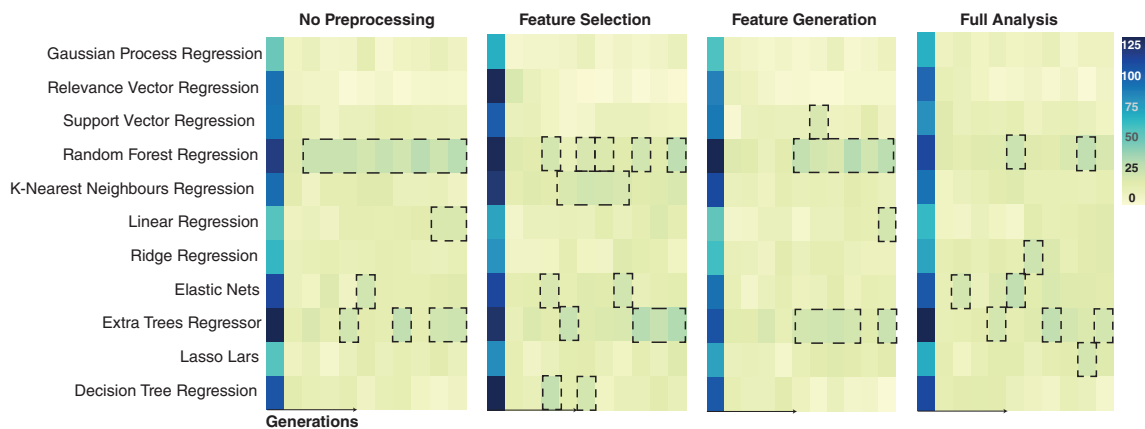 No Preprocessing Feature Selection Feature Generation Full Analysis
Gaussian Process Regression
Relevance Vector Regression
Support Vector Regression
Random Forest Regression
K-Nearest Neighbours Regression
Linear Regression
Ridge Regression
Elastic Nets
Extra Trees Regressor
Lasso Lars
Decision Tree Regression
Generations
125
100
75
50
25
0